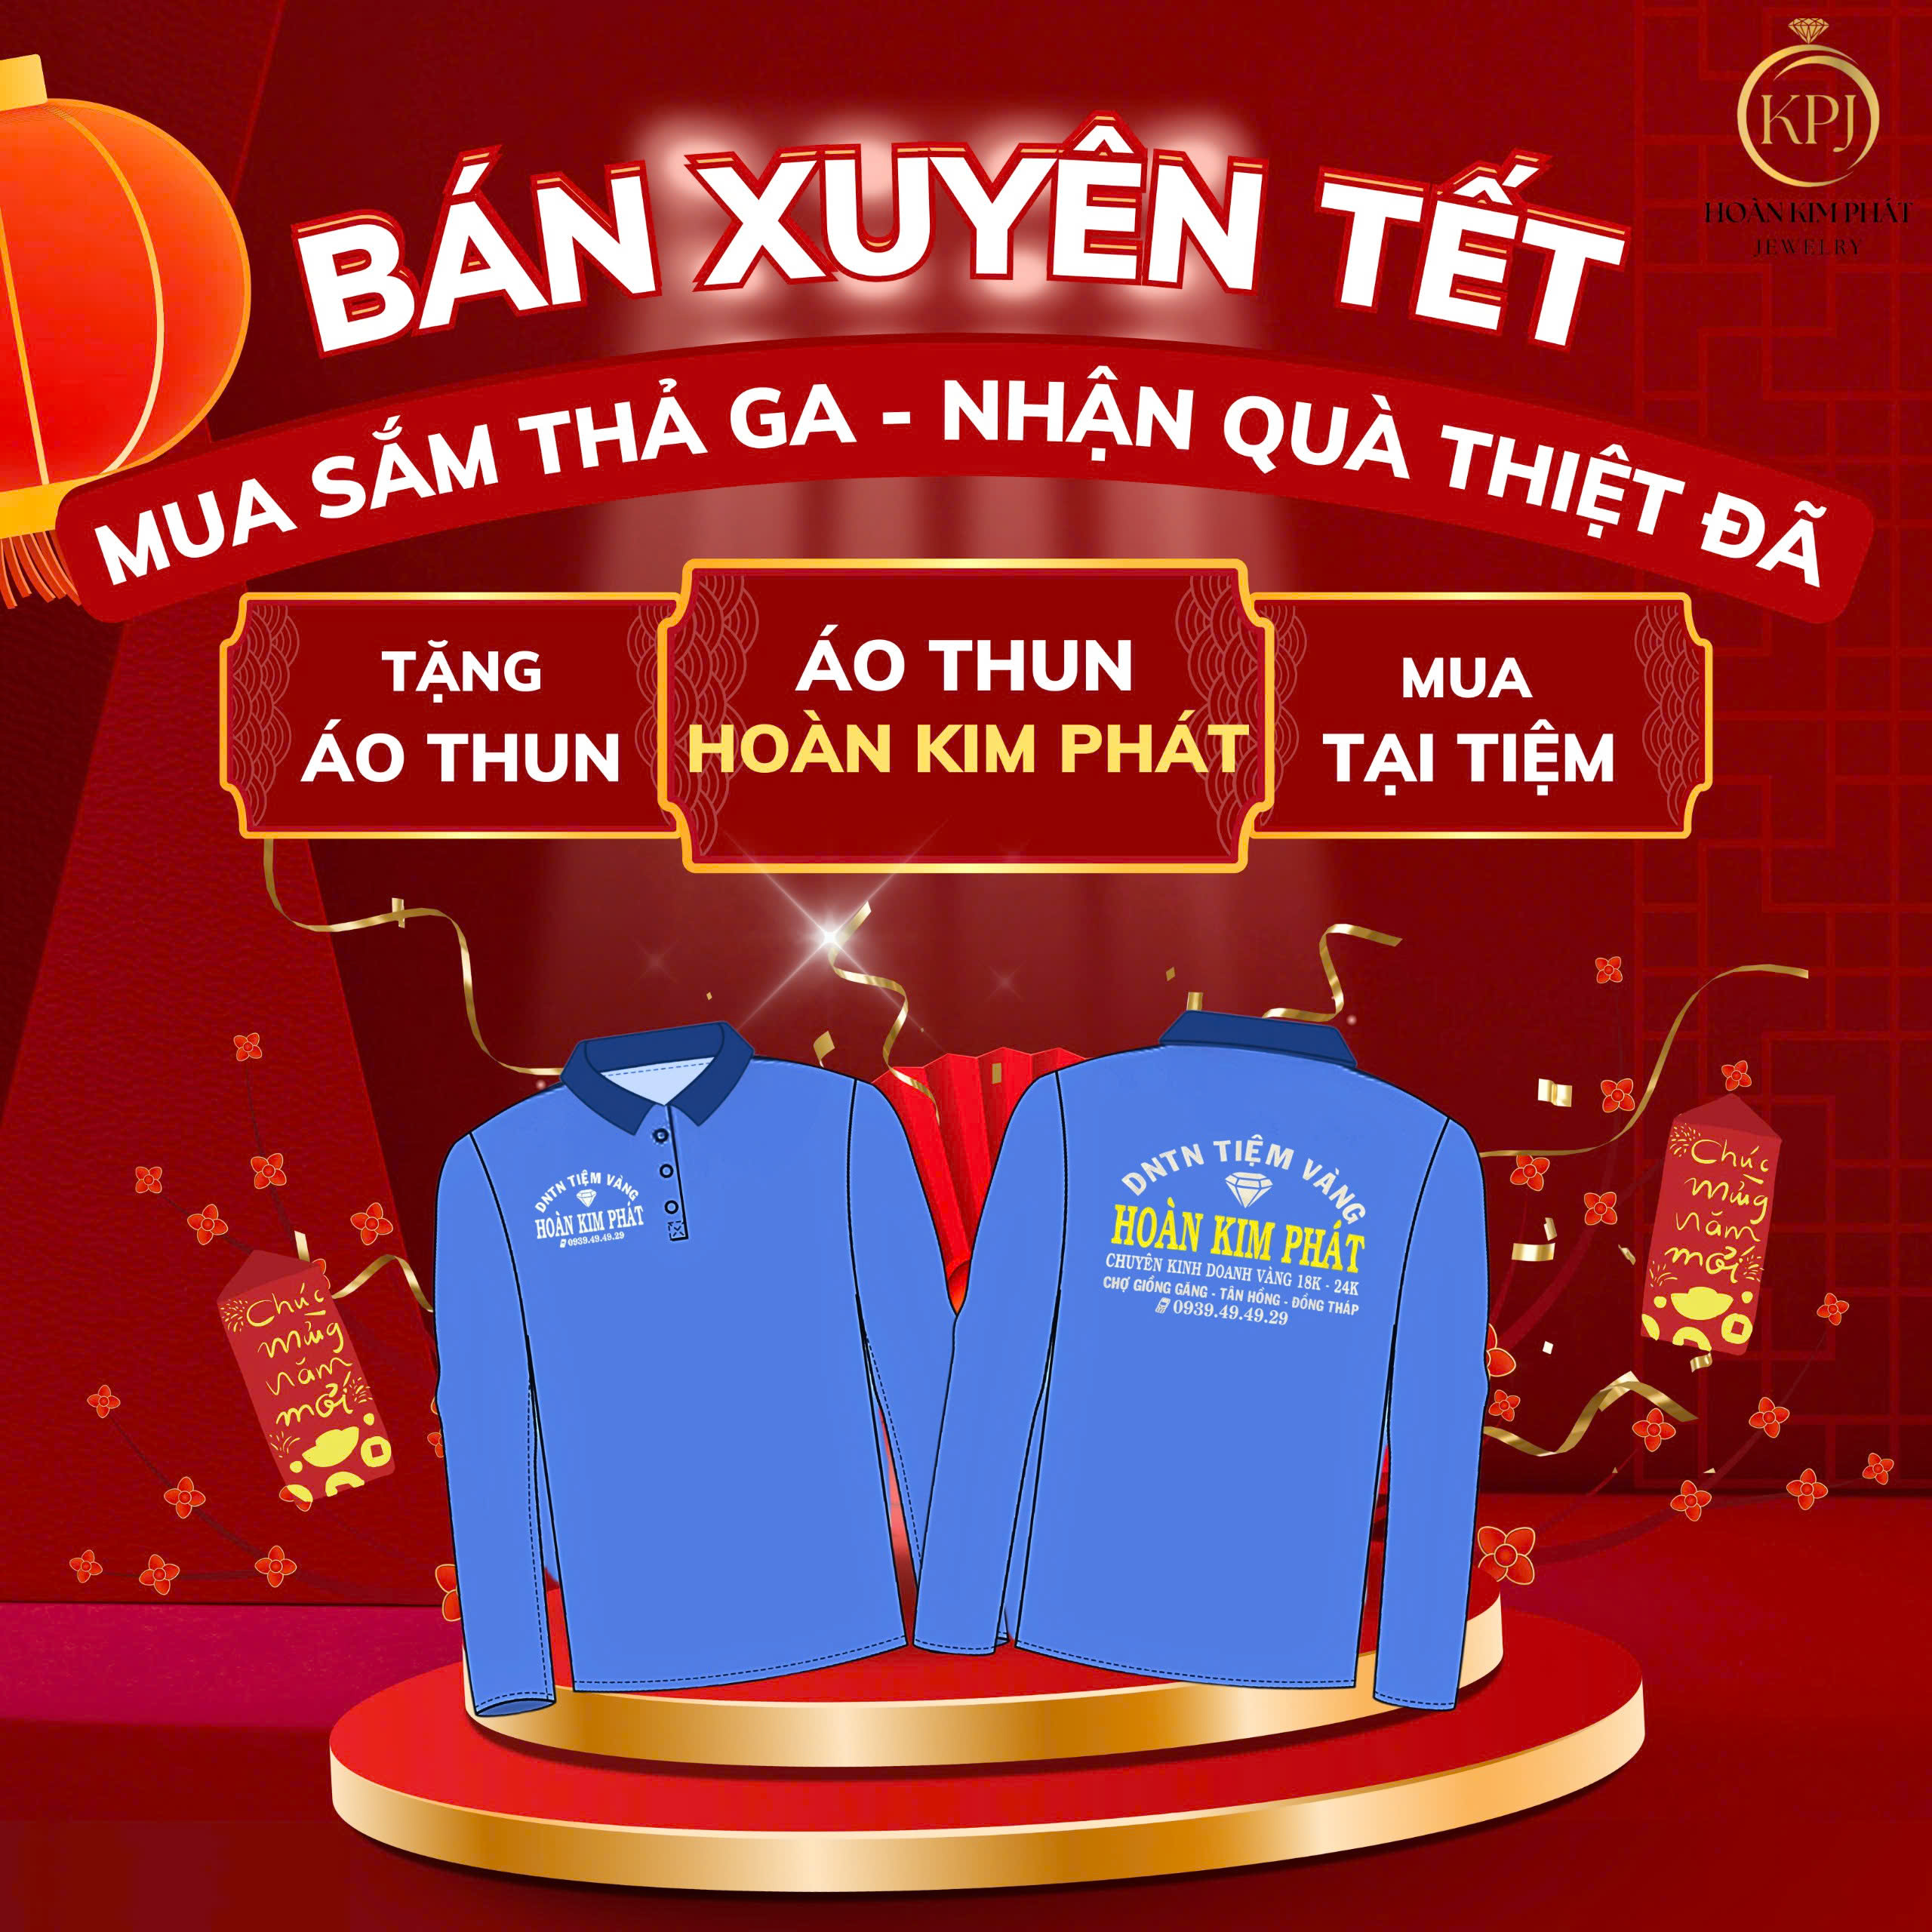 KPJ
HOÀN KIM PHÁT
JEWELRY
BÁN XUYÊN TẾT
MUA SẮM THẢ GA - NHẬN QUÀ THIỆT ĐÃ
TẶNG
ÁO THUN
ÁO THUN
HOÀN KIM PHÁT
MUA
TẠI TIỆM
DNTN TIỆM VÀNG
HOÀN KIM PHÁT
0939.49.49.29
DNTN TIỆM VÀNG
HOÀN KIM PHÁT
CHUYÊN KINH DOANH VÀNG 18K - 24K
CHỢ GIỒNG GĂNG - TÂN HỒNG - ĐỒNG THÁP
0939.49.49.29
Chúc
mừng
năm
mới
Chúc
mừng
năm
mới